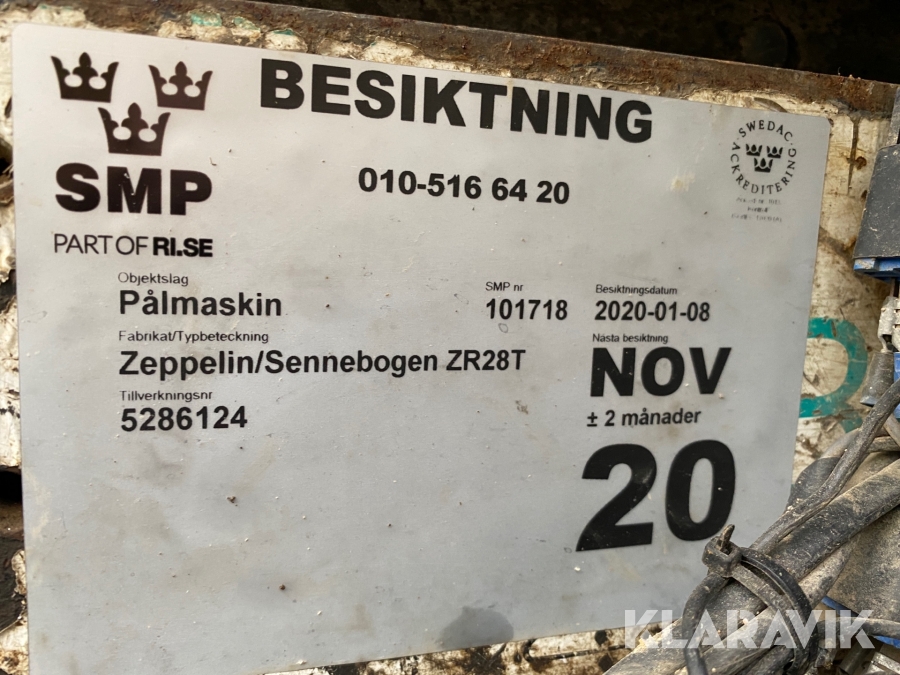 BESIKTNING
010-516 64 20
SMP
PART OF RI.SE
SWEDAC ACKREDITERING
Objektslag
Pålmaskin
SMP nr
101718
Besiktningsdatum
2020-01-08
Fabrikat/Typbeteckning
Zeppelin/Sennebogen ZR28T
Tillverkningsnr
5286124
Nästa besiktning
NOV
± 2 månader
20
KLARAVIK